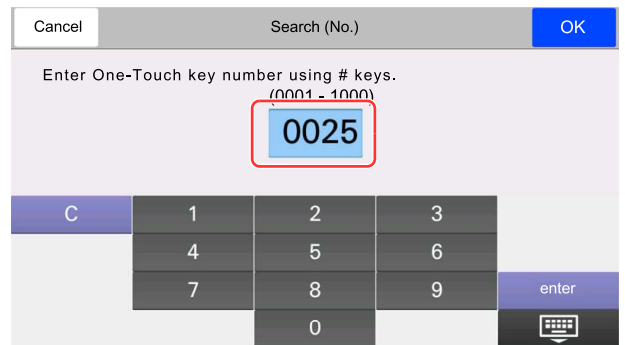 Cancel Search (No.) OK
Enter One-Touch key number using # keys.
(0001 - 1000)
0025
C 1 2 3
4 5 6
7 8 9 enter
0